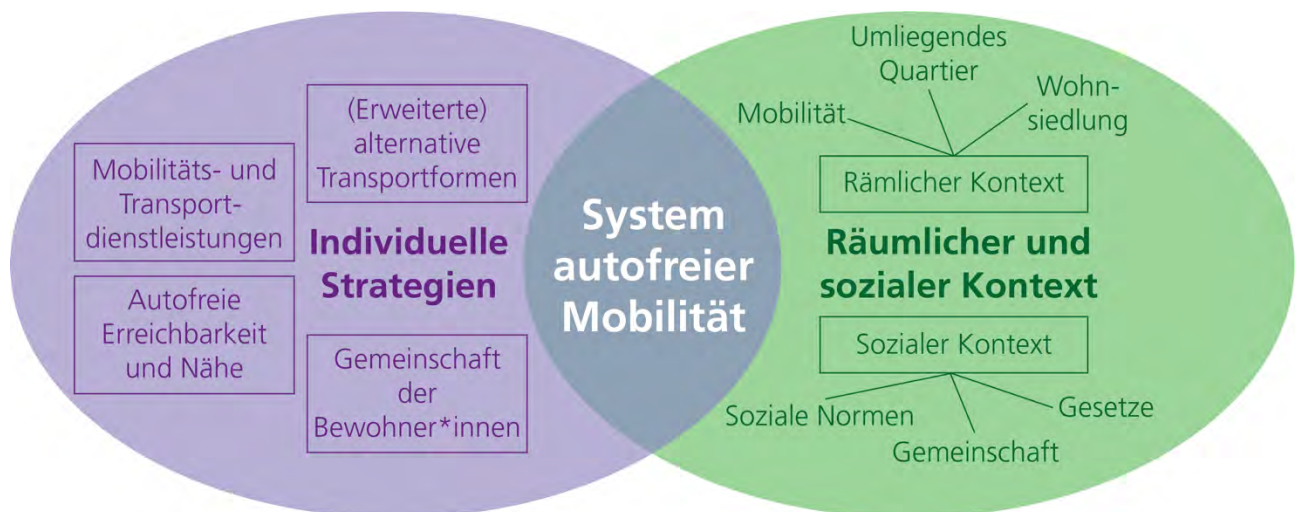 (Erweiterte)
alternative
Transportformen
Mobilitäts- und
Transport-
dienstleistungen
Individuelle
Strategien
Autofreie
Erreichbarkeit
und Nähe
Gemeinschaft
der
Bewohner*innen
System
autofreier
Mobilität
Umliegendes
Quartier
Mobilität
Wohn-
siedlung
Rämlicher Kontext
Räumlicher und
sozialer Kontext
Sozialer Kontext
Soziale Normen
Gemeinschaft
Gesetze